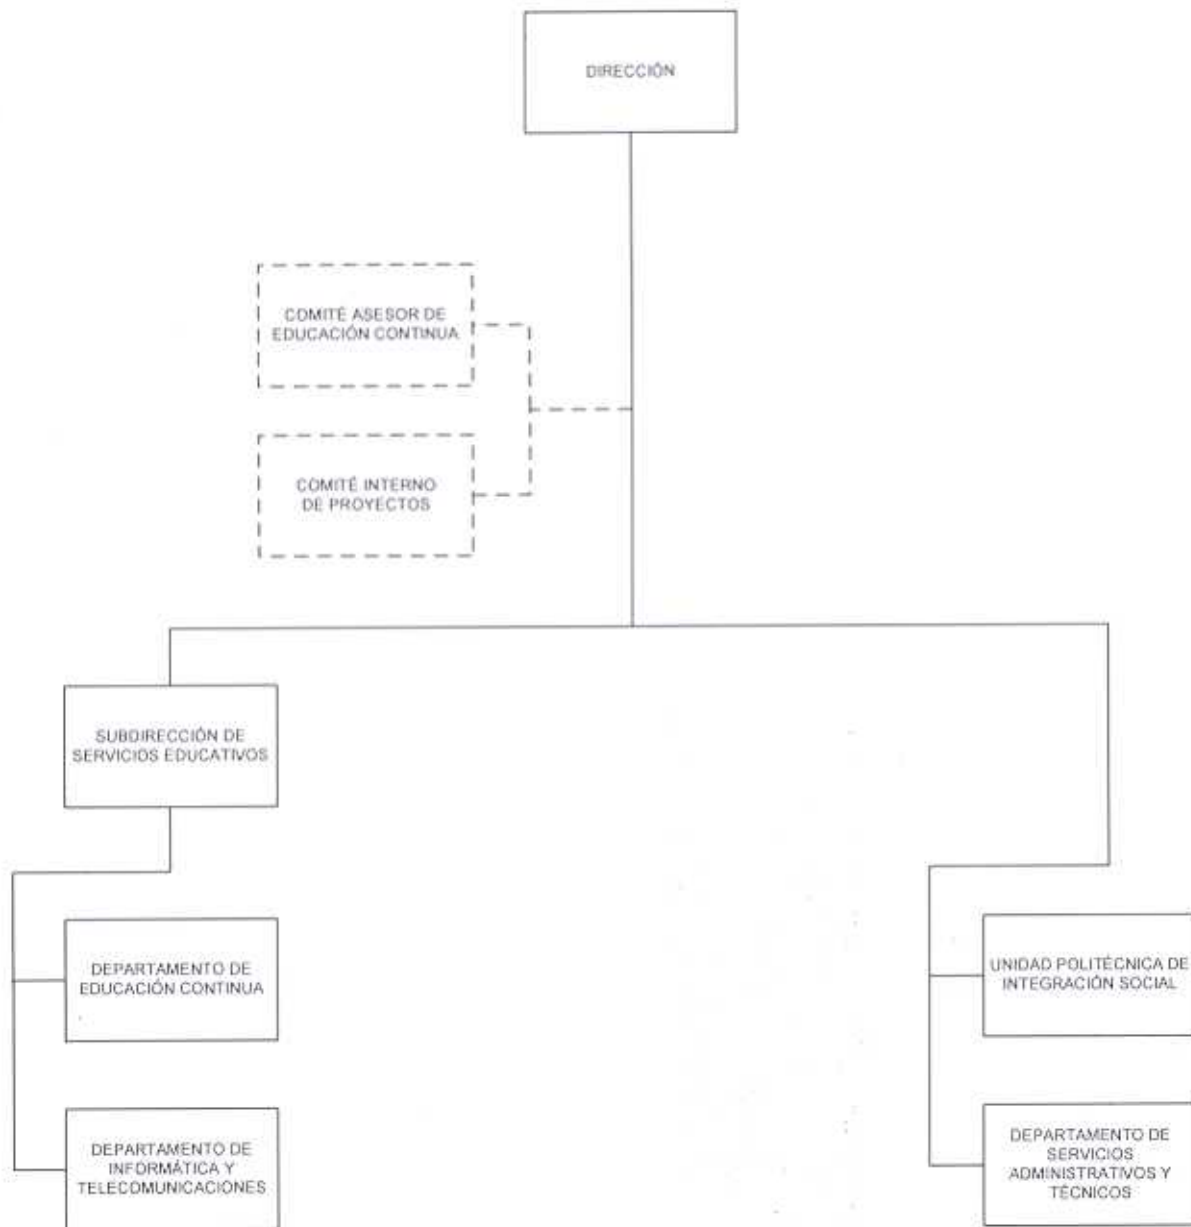 DIRECCIÓN
COMITÉ ASESOR DE
EDUCACIÓN CONTINUA
COMITÉ INTERNO
DE PROYECTOS
SUBDIRECCIÓN DE
SERVICIOS EDUCATIVOS
DEPARTAMENTO DE
EDUCACIÓN CONTINUA
UNIDAD POLITÉCNICA DE
INTEGRACIÓN SOCIAL
DEPARTAMENTO DE
INFORMÁTICA Y
TELECOMUNICACIONES
DEPARTAMENTO DE
SERVICIOS
ADMINISTRATIVOS Y
TÉCNICOS